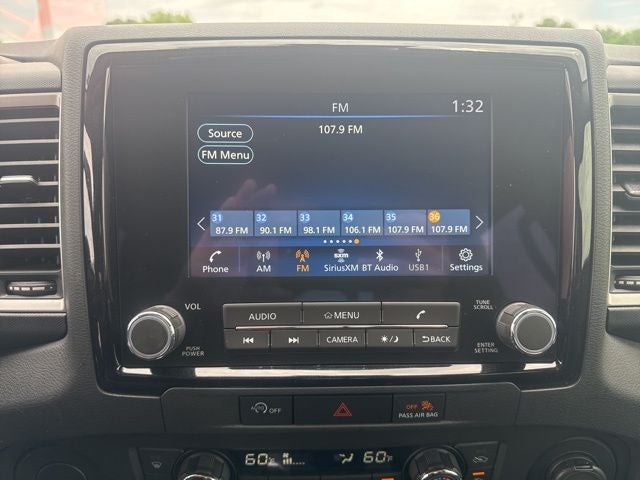 FM 1:32
Source 107.9 FM
FM Menu
31 32 33 34 35 36
87.9 FM 90.1 FM 98.1 FM 106.1 FM 107.9 FM 107.9 FM
Phone AM FM SiriusXM BT Audio USB1 Settings
sxm
VOL AUDIO MENU TUNE SCROLL
PUSH POWER CAMERA BACK ENTER SETTING
A OFF OFF
PASS AIR BAG
60 60